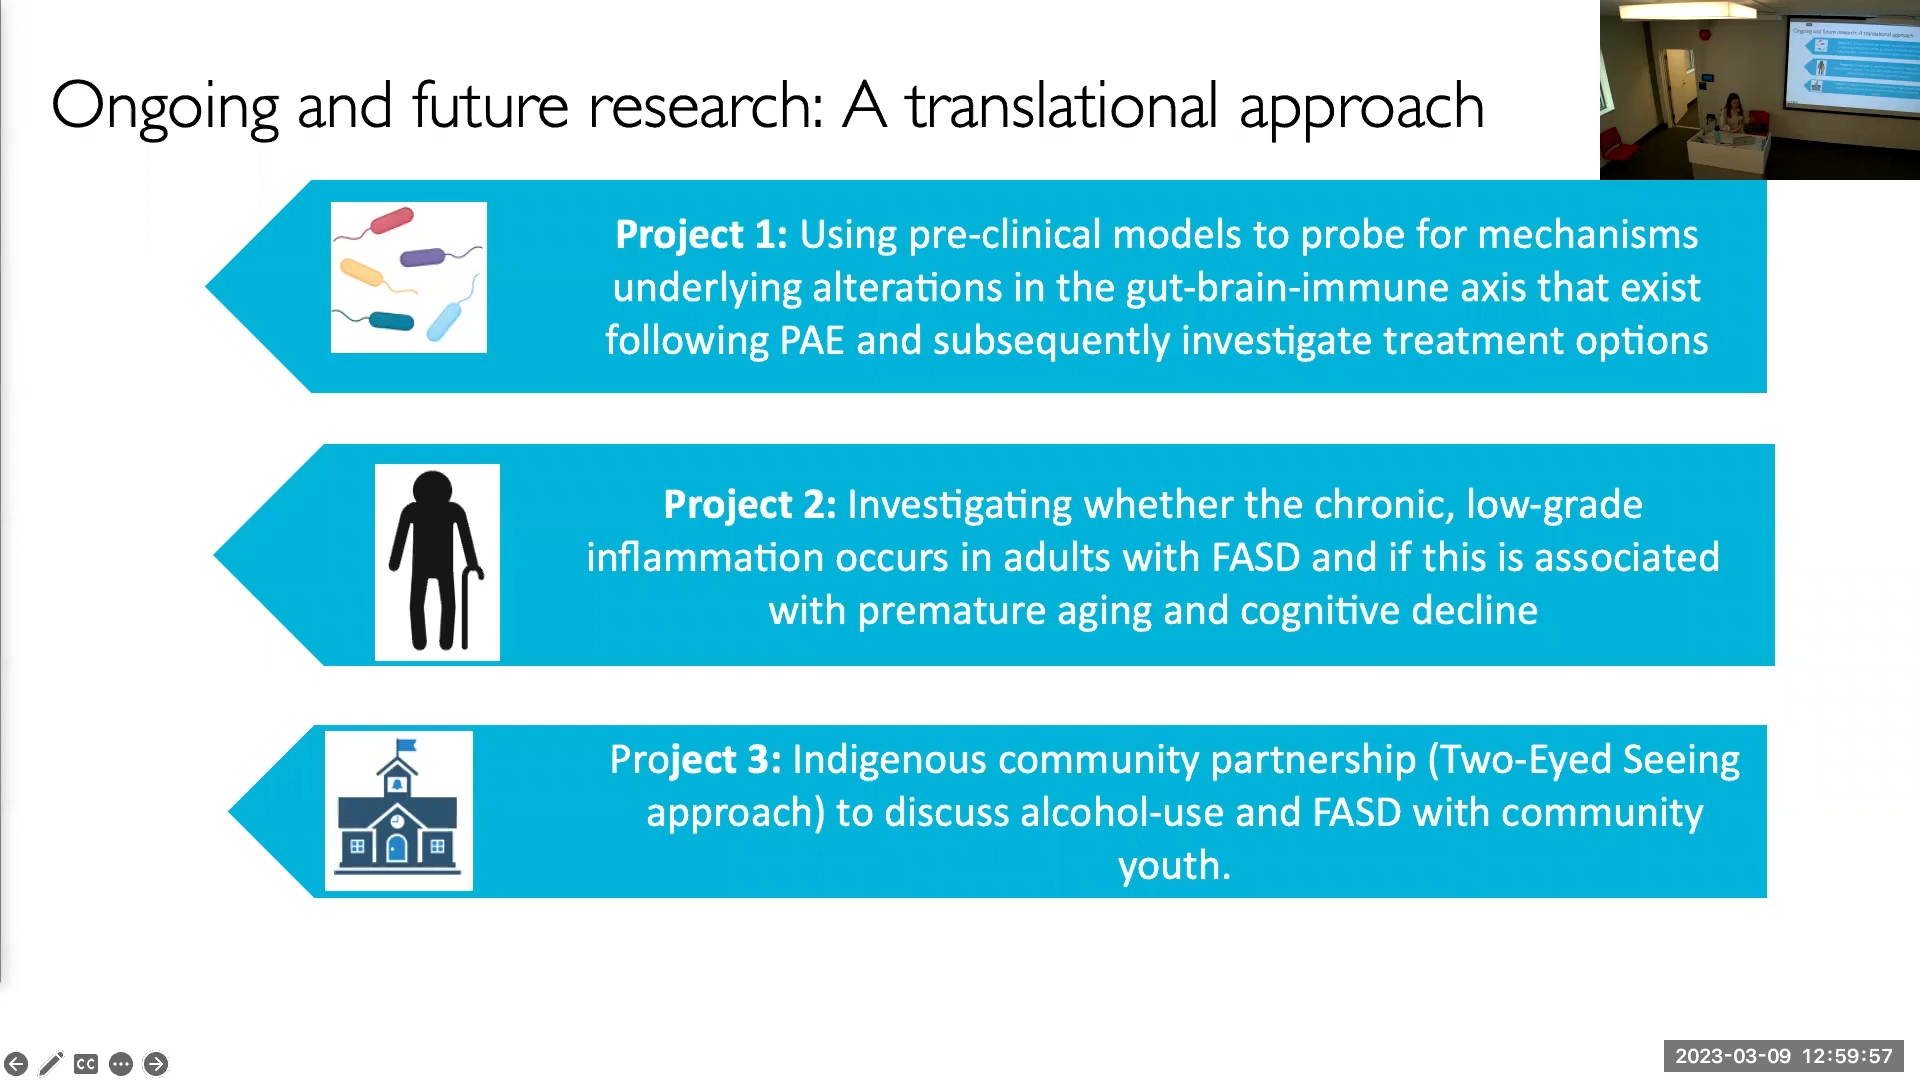 Ongoing and future research: A translational approach
Project 1: Using pre-clinical models to probe for mechanisms
underlying alterations in the gut-brain-immune axis that exist
following PAE and subsequently investigate treatment options
Project 2: Investigating whether the chronic, low-grade
inflammation occurs in adults with FASD and if this is associated
with premature aging and cognitive decline
Project 3: Indigenous community partnership (Two-Eyed Seeing
approach) to discuss alcohol-use and FASD with community
youth.
CC
2023-03-09 12:59:57